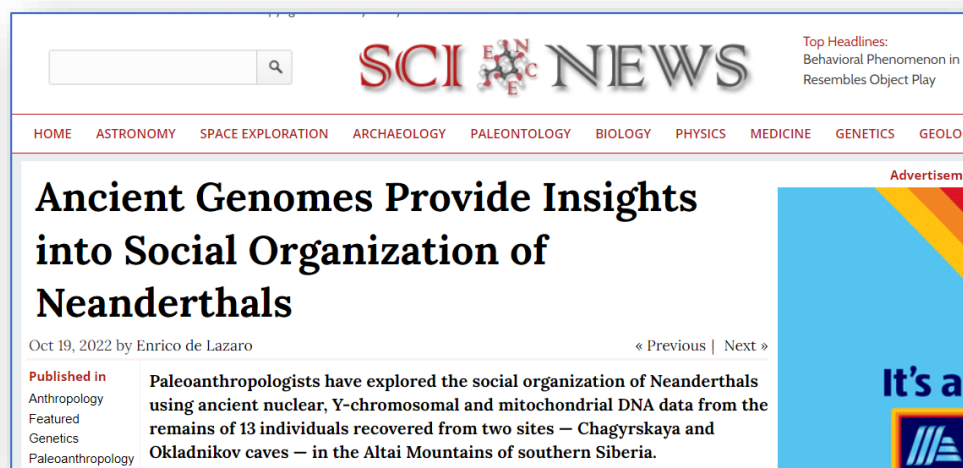 SCI ENCE NEWS
Top Headlines:
Behavioral Phenomenon in
Resembles Object Play
HOME ASTRONOMY SPACE EXPLORATION ARCHAEOLOGY PALEONTOLOGY BIOLOGY PHYSICS MEDICINE GENETICS GEOLO
Advertisem
Ancient Genomes Provide Insights
into Social Organization of
Neanderthals
Oct 19, 2022 by Enrico de Lazaro
« Previous | Next »
Published in
Anthropology
Featured
Genetics
Paleoanthropology
Paleoanthropologists have explored the social organization of Neanderthals
using ancient nuclear, Y-chromosomal and mitochondrial DNA data from the
remains of 13 individuals recovered from two sites — Chagyrskaya and
Okladnikov caves — in the Altai Mountains of southern Siberia.
It's a